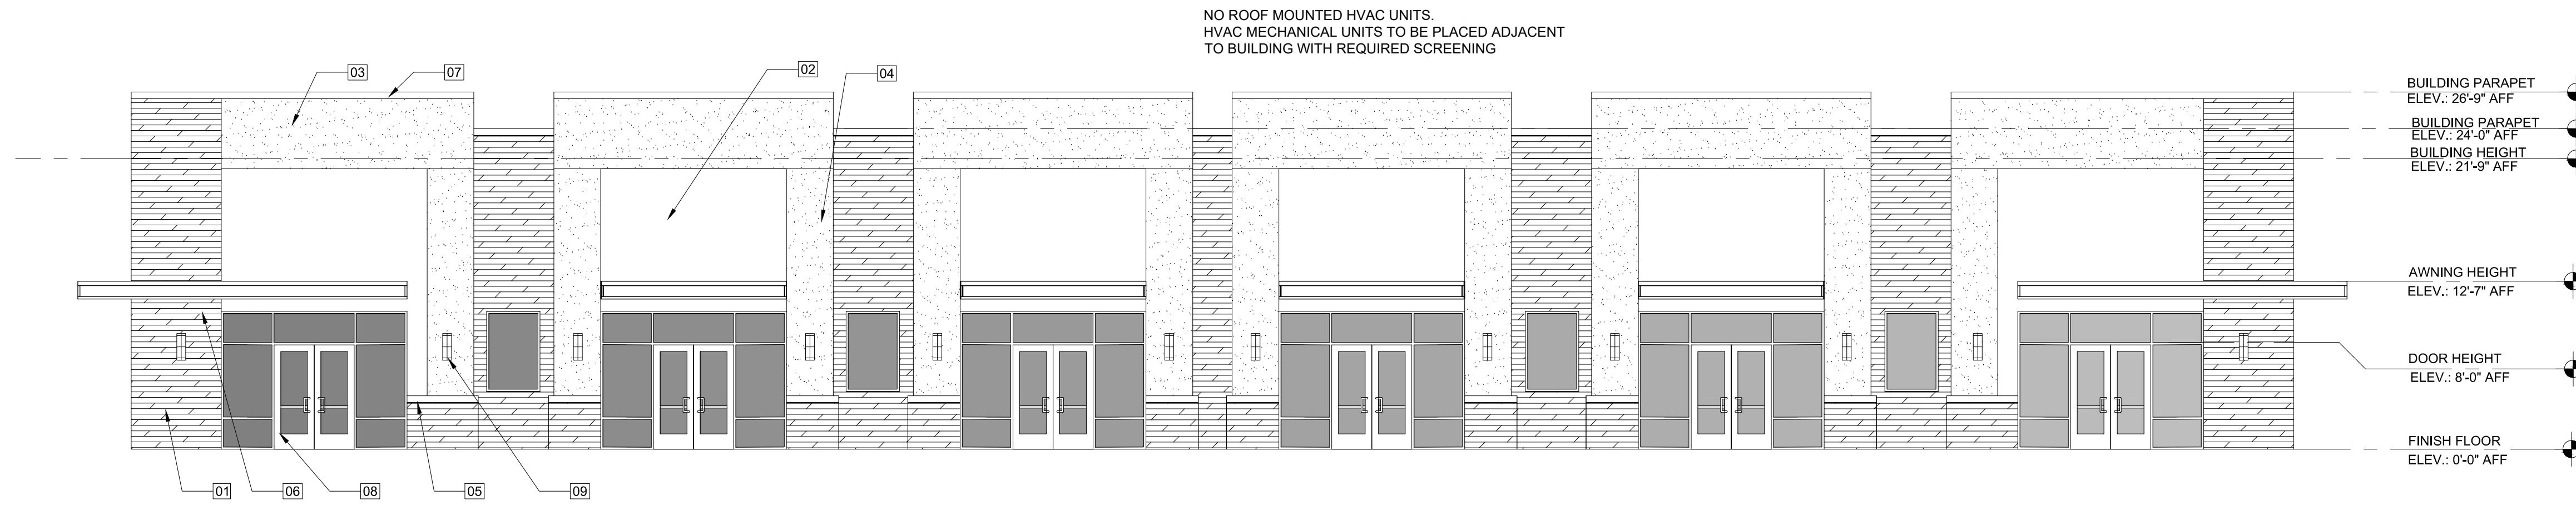 NO ROOF MOUNTED HVAC UNITS.
HVAC MECHANICAL UNITS TO BE PLACED ADJACENT
TO BUILDING WITH REQUIRED SCREENING
03
07
02
04
BUILDING PARAPET
ELEV.: 26'-9" AFF
BUILDING PARAPET
ELEV.: 24'-0" AFF
BUILDING HEIGHT
ELEV.: 21'-9" AFF
AWNING HEIGHT
ELEV.: 12'-7" AFF
DOOR HEIGHT
ELEV.: 8'-0" AFF
FINISH FLOOR
ELEV.: 0'-0" AFF
01
06
08
05
09